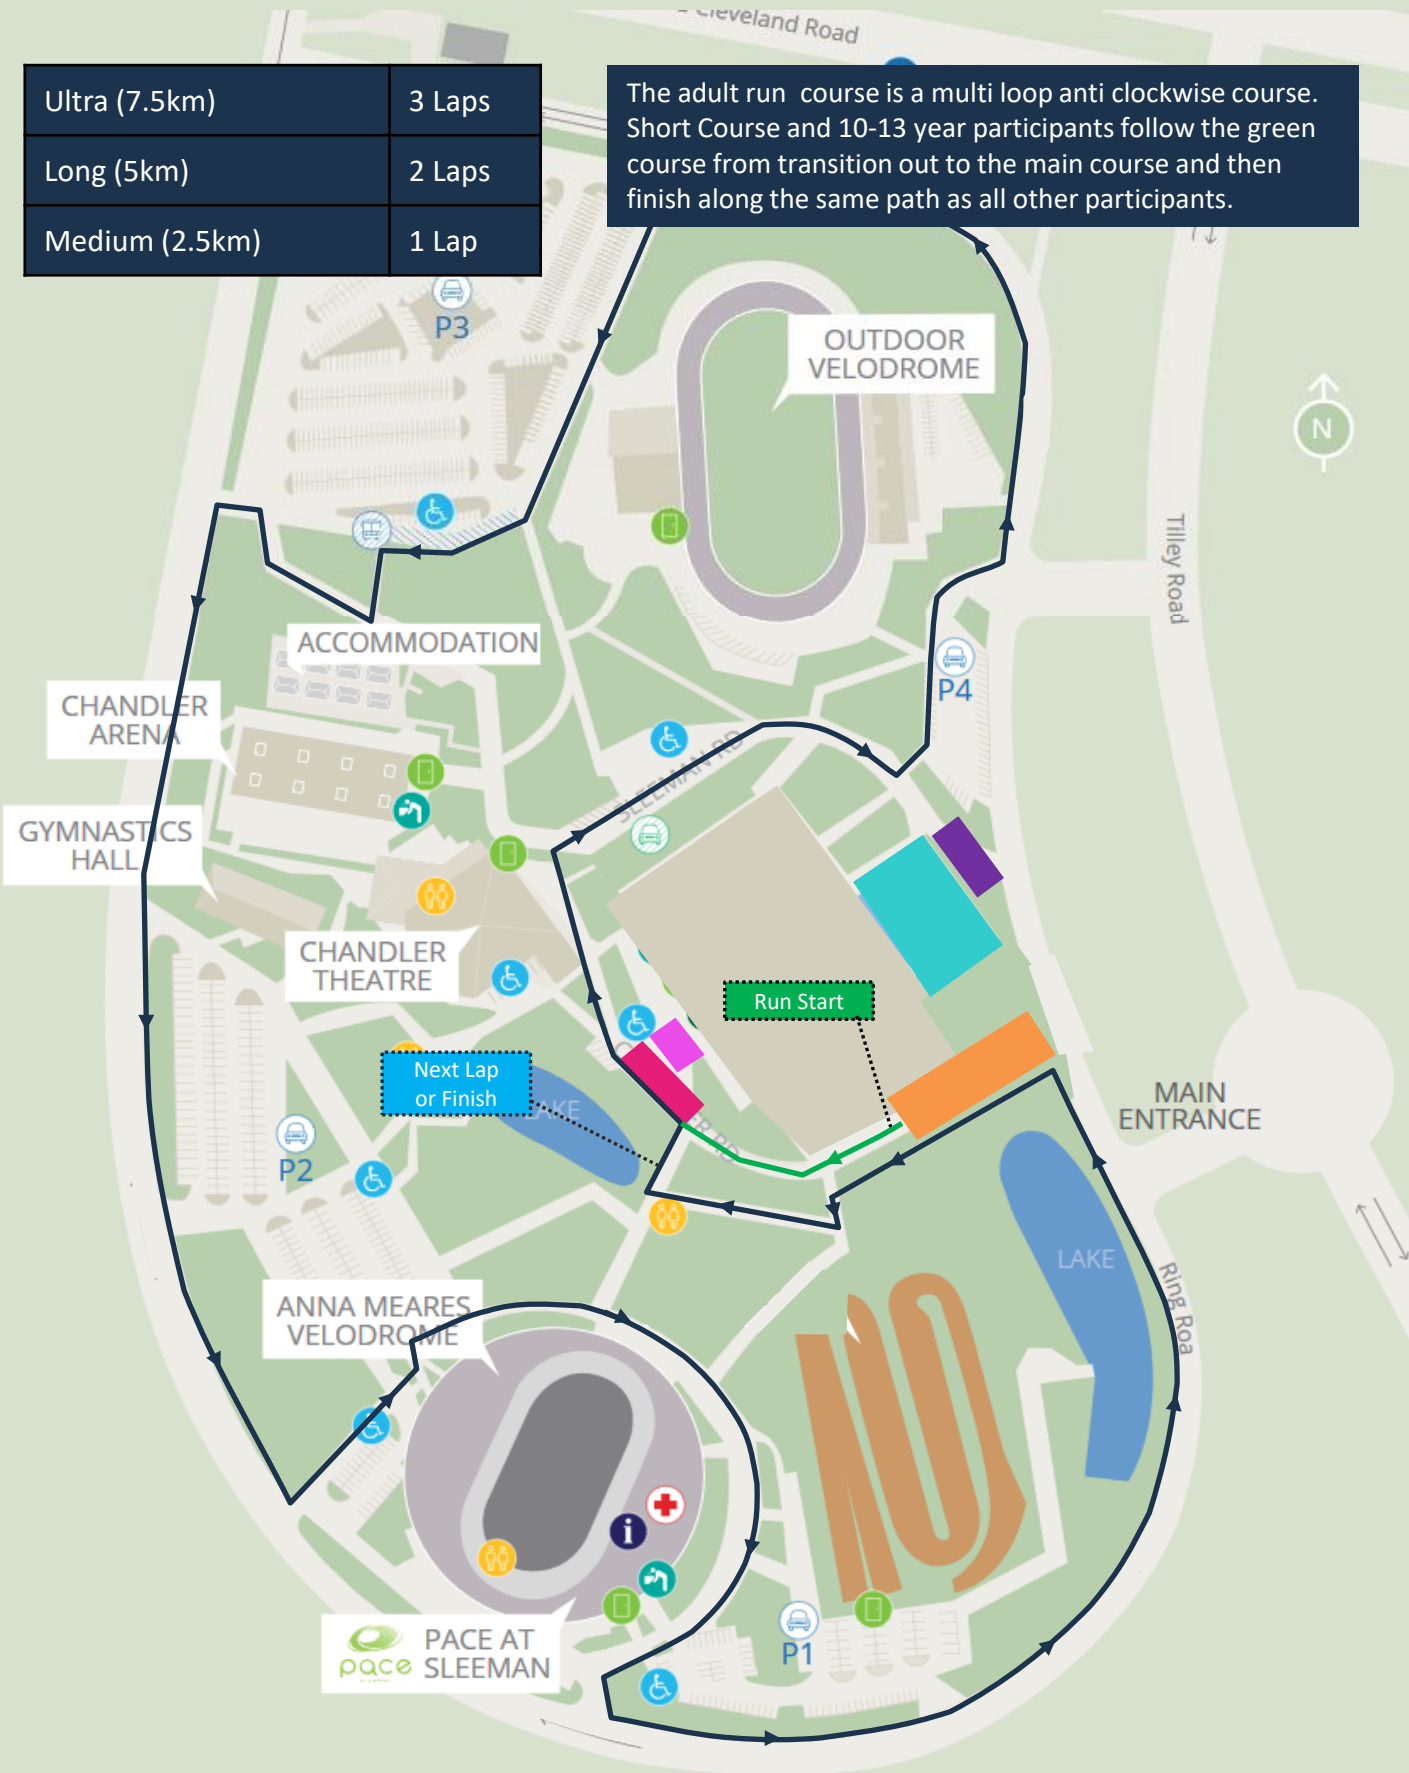 Cleveland Road
Ultra (7.5km) 3 Laps
Long (5km) 2 Laps
Medium (2.5km) 1 Lap
The adult run  course is a multi loop anti clockwise course.
Short Course and 10-13 year participants follow the green
course from transition out to the main course and then
finish along the same path as all other participants.
P3
OUTDOOR
VELODROME
N
Tilley Road
ACCOMMODATION
P4
CHANDLER
ARENA
SLEEMAN RD
GYMNASTICS
HALL
CHANDLER
THEATRE
Run Start
Next Lap
or Finish
LAKE
RD
MAIN
ENTRANCE
P2
LAKE
Ring Roa
ANNA MEARES
VELODROME
i
P1
pace
PACE AT
SLEEMAN